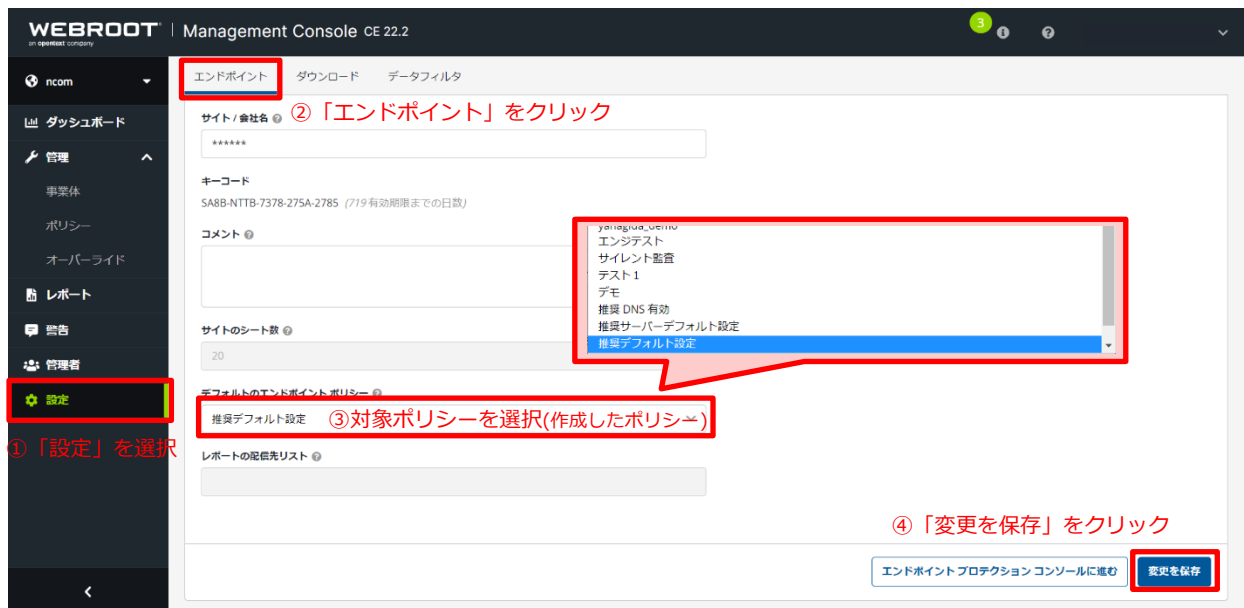 WEBROOT
an opentext company
Management Console CE 22.2
3
ncom
ダッシュボード
管理
事業体
ポリシー
オーバーライド
レポート
警告
管理者
設定
①「設定」を選択
エンドポイント
ダウンロード
データフィルタ
②「エンドポイント」をクリック
サイト / 会社名
******
キーコード
SA8B-NTTB-7378-275A-2785 (719 有効期限までの日数)
コメント
yanagida_demo
エンジテスト
サイレント監査
テスト1
デモ
推奨 DNS 有効
推奨サーバーデフォルト設定
推奨デフォルト設定
サイトのシート数
20
デフォルトのエンドポイント ポリシー
推奨デフォルト設定
③対象ポリシーを選択(作成したポリシー)
レポートの配信先リスト
④「変更を保存」をクリック
エンドポイント プロテクション コンソールに進む
変更を保存